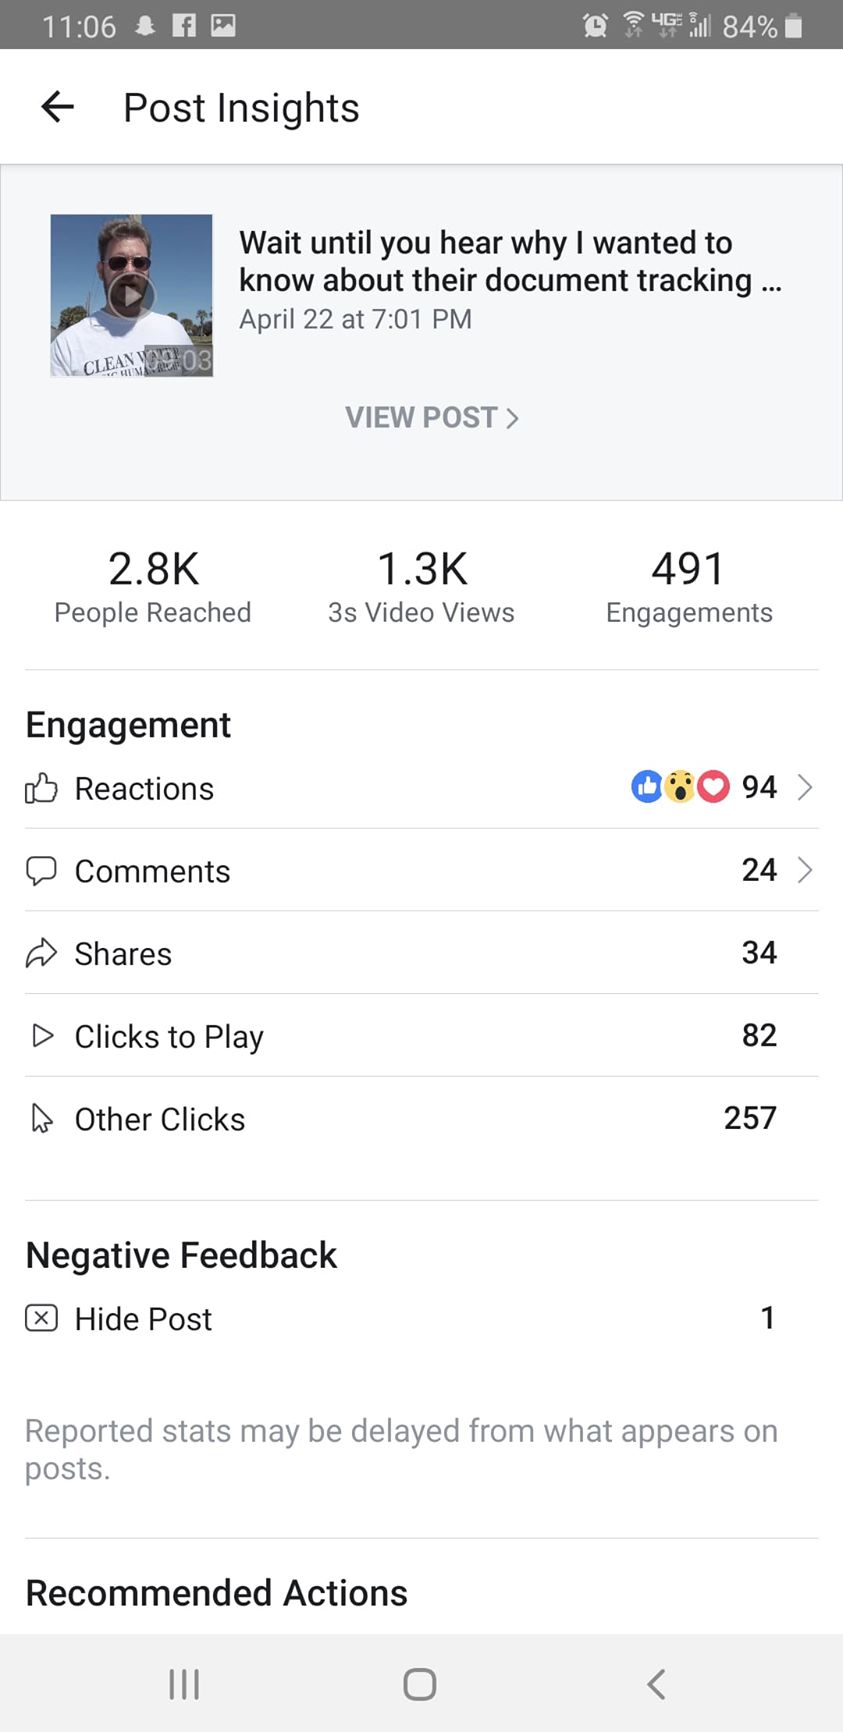 11:06 4GE 84%
Post Insights
Wait until you hear why I wanted to
know about their document tracking ...
April 22 at 7:01 PM
CLEAN
03
VIEW POST
2.8K 1.3K 491
People Reached 3s Video Views Engagements
Engagement
Reactions 94
Comments 24
Shares 34
Clicks to Play 82
Other Clicks 257
Negative Feedback
Hide Post 1
Reported stats may be delayed from what appears on
posts.
Recommended Actions